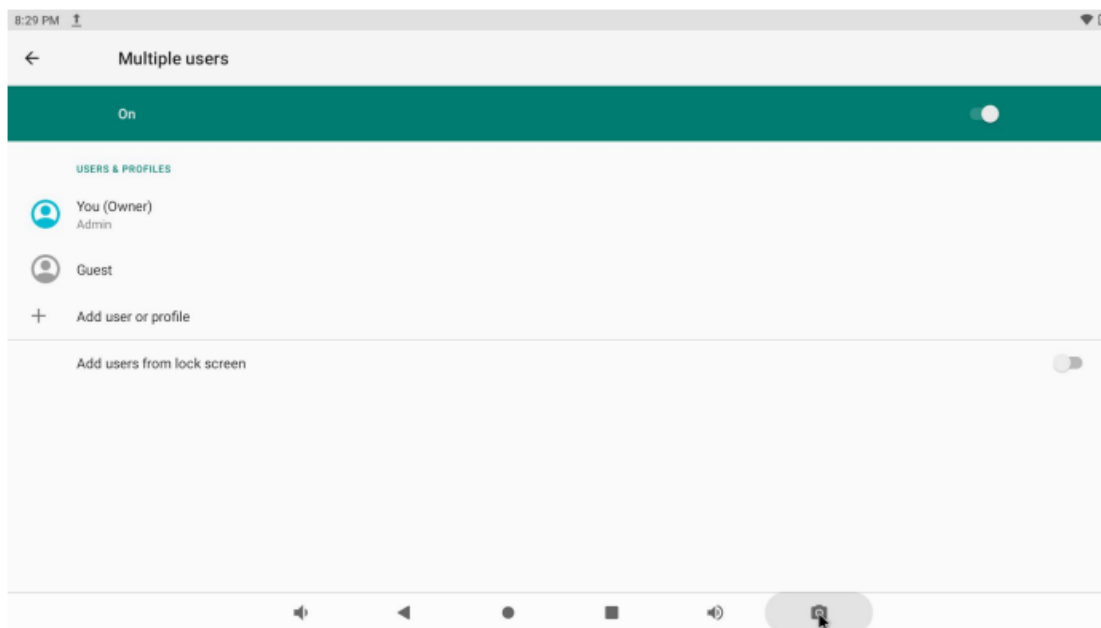 8:29 PM
Multiple users
On
USERS & PROFILES
You (Owner)
Admin
Guest
Add user or profile
Add users from lock screen